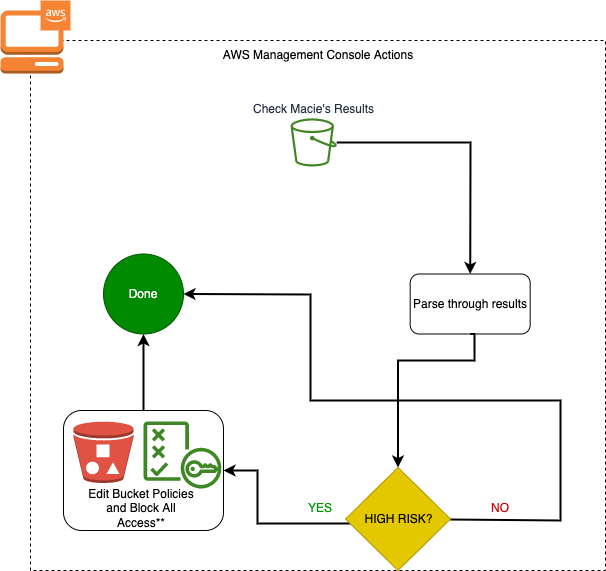 aws
AWS Management Console Actions
Check Macie's Results
Done
Parse through results
Edit Bucket Policies
and Block All
Access**
YES
HIGH RISK?
NO